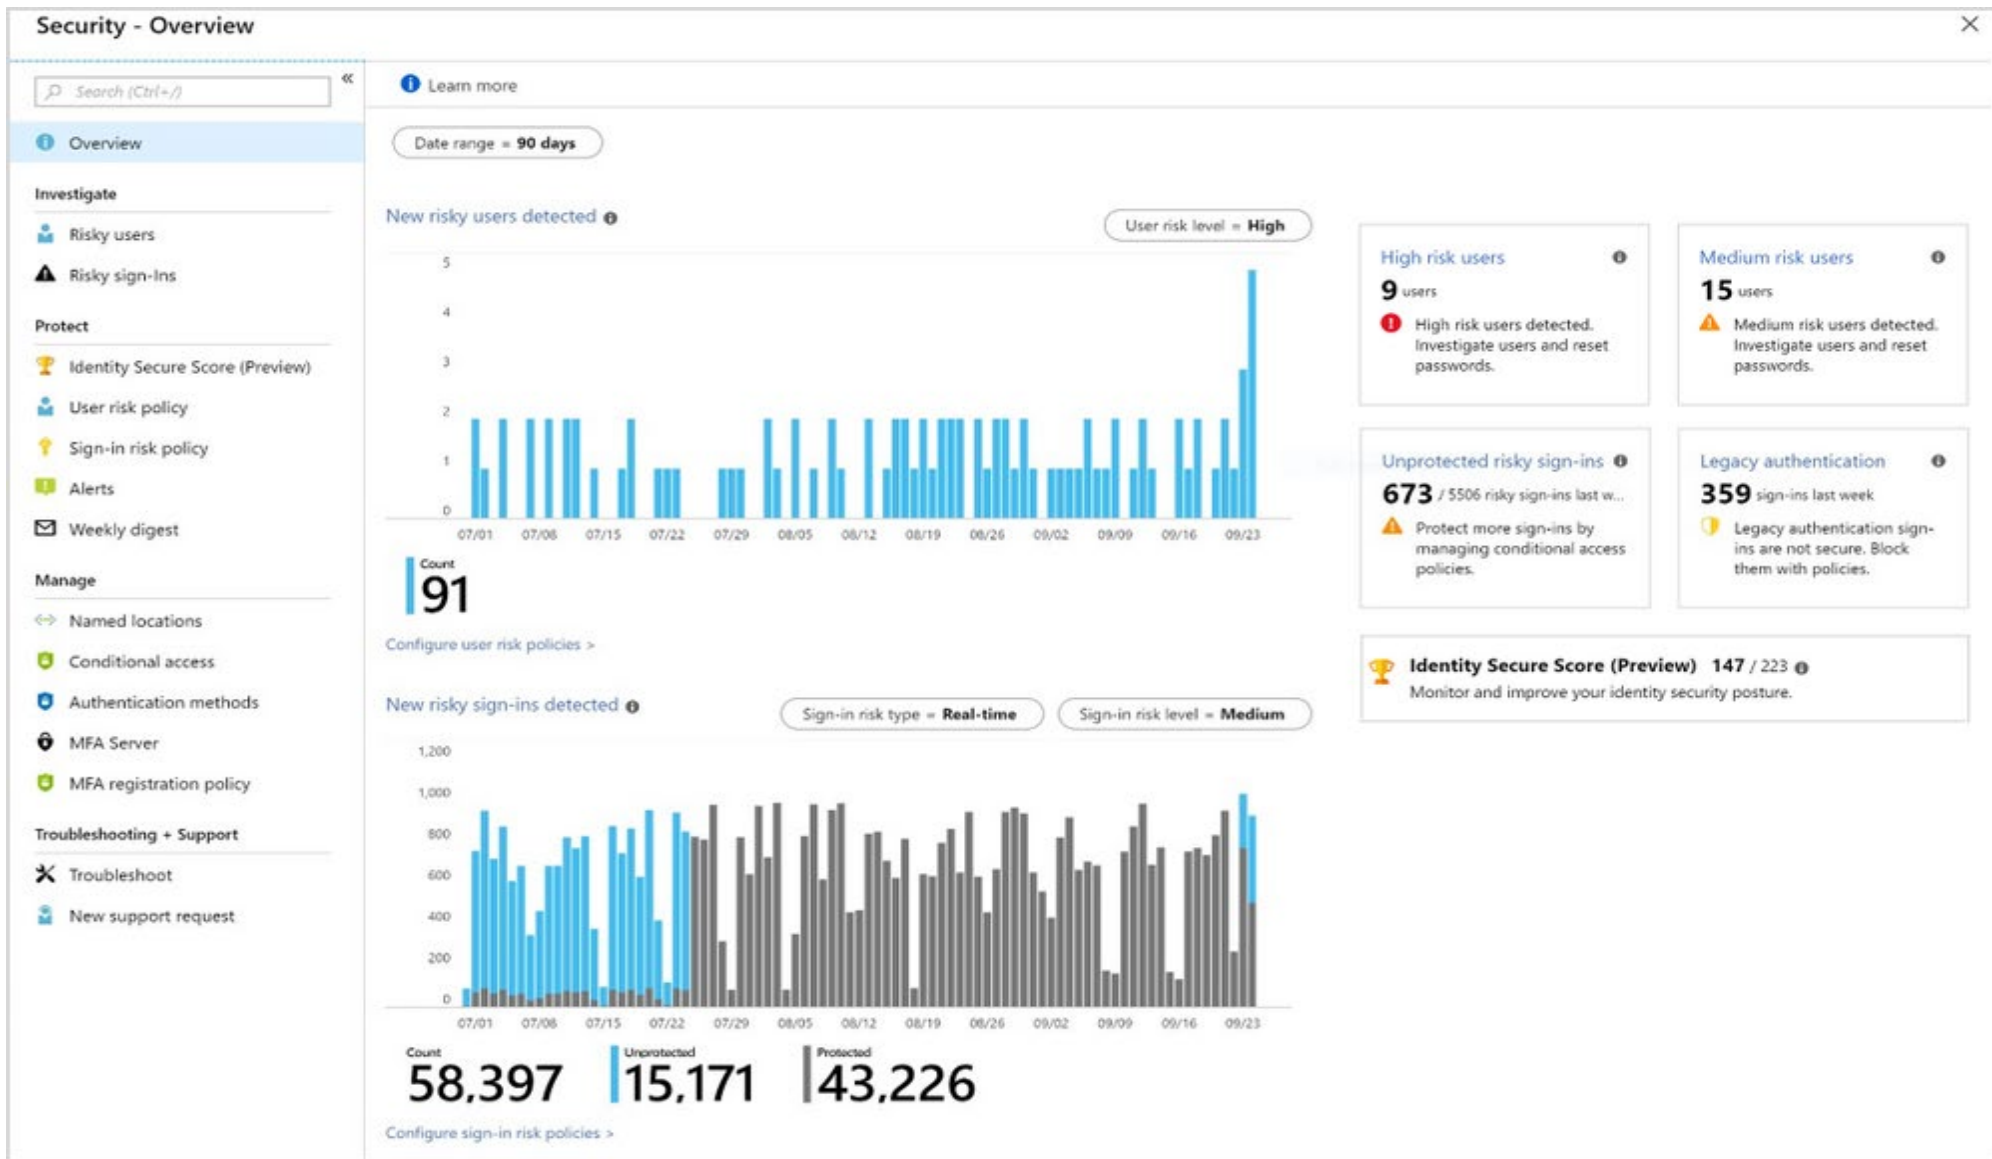 Security - Overview
Search (Ctrl+/)
«
Overview
Investigate
Risky users
Risky sign-Ins
Protect
Identity Secure Score (Preview)
User risk policy
Sign-in risk policy
Alerts
Weekly digest
Manage
Named locations
Conditional access
Authentication methods
MFA Server
MFA registration policy
Troubleshooting + Support
Troubleshoot
New support request
Learn more
Date range = 90 days
New risky users detected
User risk level = High
5
4
3
2
1
0
07/01 07/08 07/15 07/22 07/29 08/05 08/12 08/19 08/26 09/02 09/09 09/16 09/23
Count
91
Configure user risk policies >
New risky sign-ins detected
Sign-in risk type = Real-time
Sign-in risk level = Medium
1,200
1,000
800
600
400
200
0
07/01 07/08 07/15 07/22 07/29 08/05 08/12 08/19 08/26 09/02 09/09 09/16 09/23
Count
58,397
Unprotected
15,171
Protected
43,226
Configure sign-in risk policies >
High risk users
9 users
High risk users detected.
Investigate users and reset
passwords.
Medium risk users
15 users
Medium risk users detected.
Investigate users and reset
passwords.
Unprotected risky sign-ins
673 / 5506 risky sign-ins last w...
Protect more sign-ins by
managing conditional access
policies.
Legacy authentication
359 sign-ins last week
Legacy authentication sign-
ins are not secure. Block
them with policies.
Identity Secure Score (Preview) 147 / 223
Monitor and improve your identity security posture.